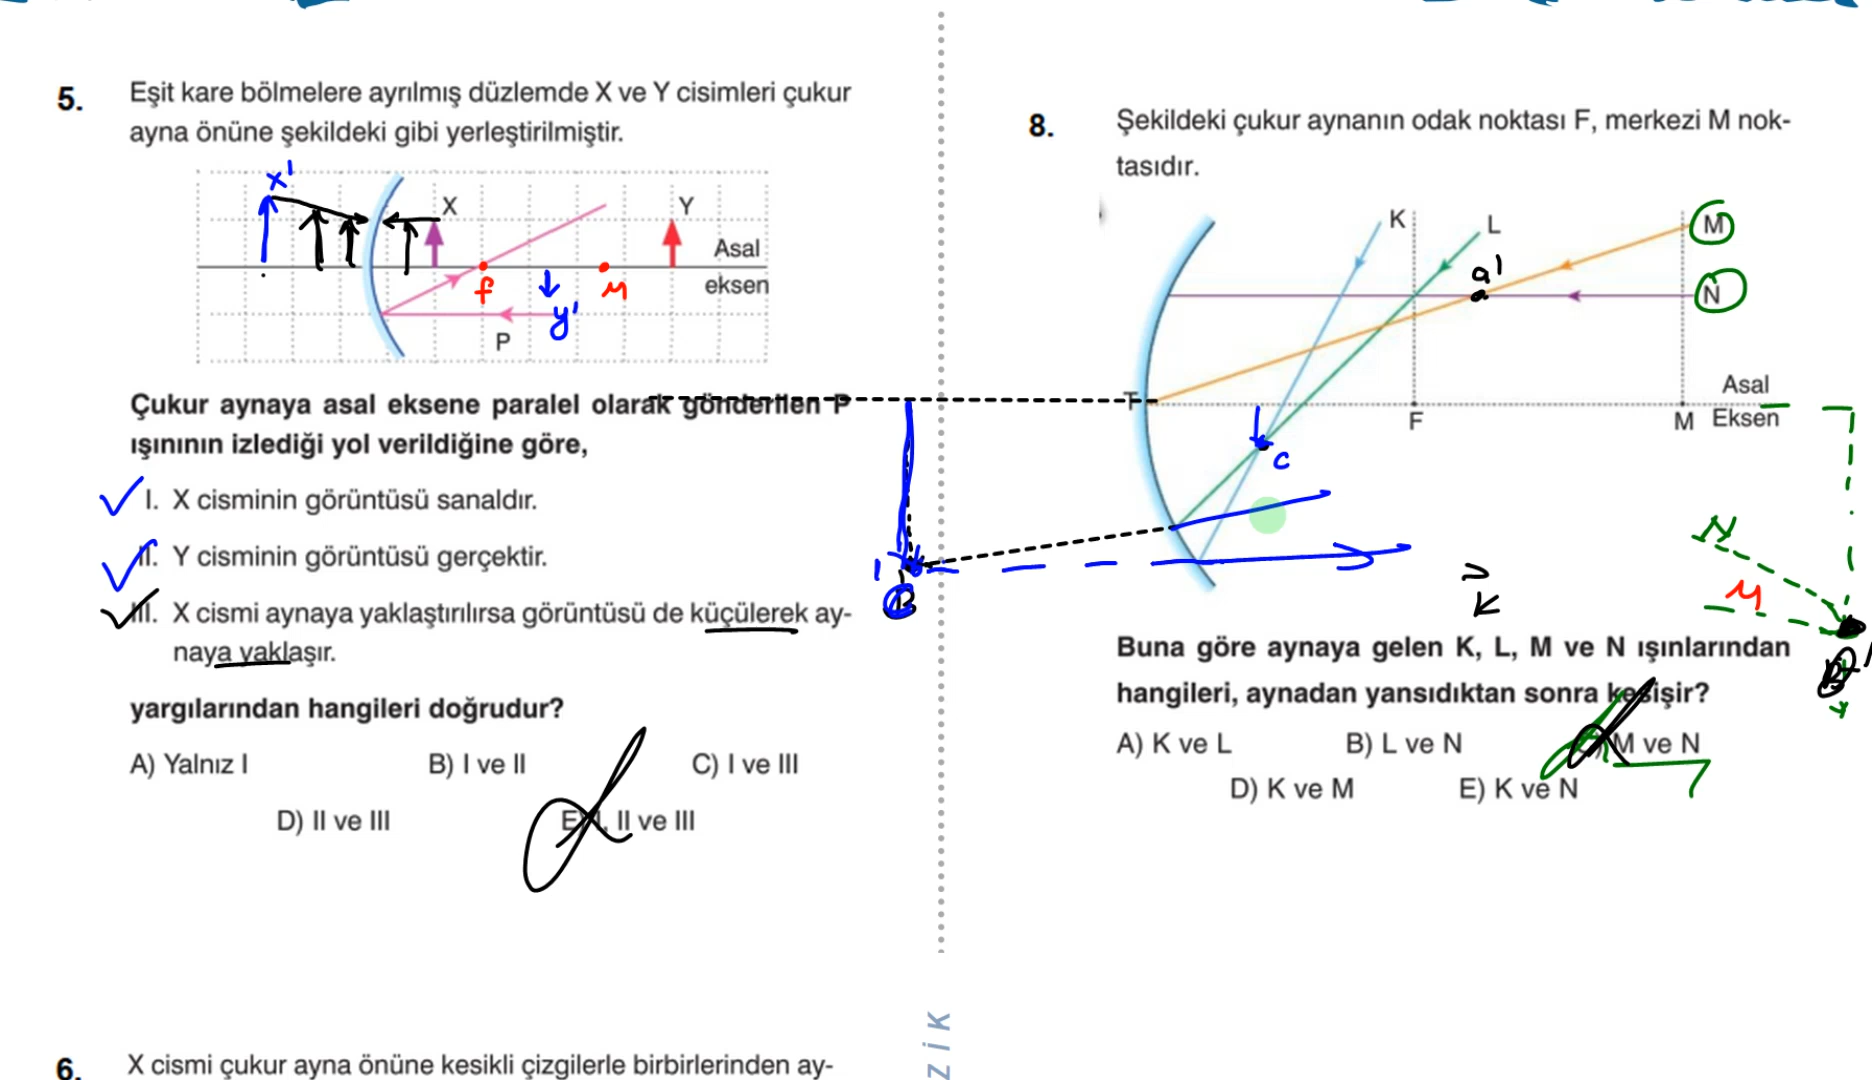 5.
Eşit kare bölmelere ayrılmış düzlemde X ve Y cisimleri çukur
ayna önüne şekildeki gibi yerleştirilmiştir.
x'
X
Y
Asal
eksen
f
M
y'
P
Çukur aynaya asal eksene paralel olarak gönderilen P
ışınının izlediği yol verildiğine göre,
I. X cisminin görüntüsü sanaldır.
II. Y cisminin görüntüsü gerçektir.
III. X cismi aynaya yaklaştırılırsa görüntüsü de küçülerek ay-
naya yaklaşır.
yargılarından hangileri doğrudur?
A) Yalnız I
B) I ve II
C) I ve III
D) II ve III
E) I, II ve III
6.
X cismi çukur ayna önüne kesikli çizgilerle birbirlerinden ay-
ZİK
8.
Şekildeki çukur aynanın odak noktası F, merkezi M nok-
tasıdır.
K
L
M
a'
N
T
Asal
F
M
Eksen
c
N
M
K
Buna göre aynaya gelen K, L, M ve N ışınlarından
hangileri, aynadan yansıdıktan sonra kesişir?
A) K ve L
B) L ve N
M ve N
D) K ve M
E) K ve N